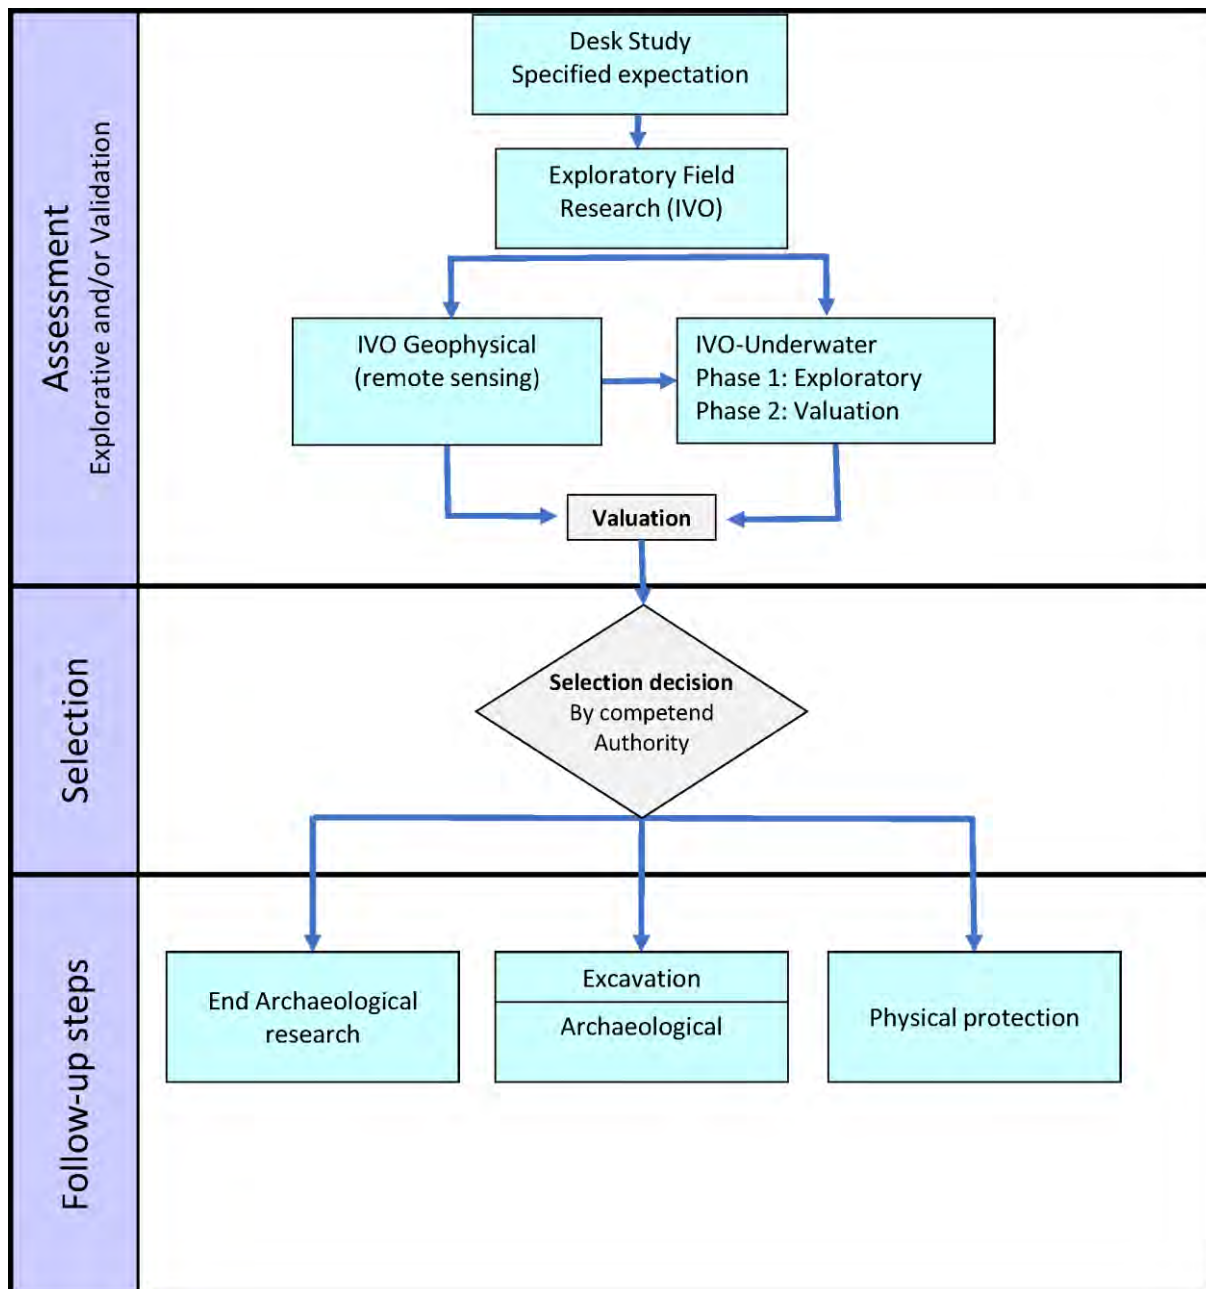 Assessment
Explorative and/or Validation
Desk Study
Specified expectation
Exploratory Field
Research (IVO)
IVO Geophysical
(remote sensing)
IVO-Underwater
Phase 1: Exploratory
Phase 2: Valuation
Valuation
Selection
Selection decision
By competend
Authority
Follow-up steps
End Archaeological
research
Excavation
Archaeological
Physical protection